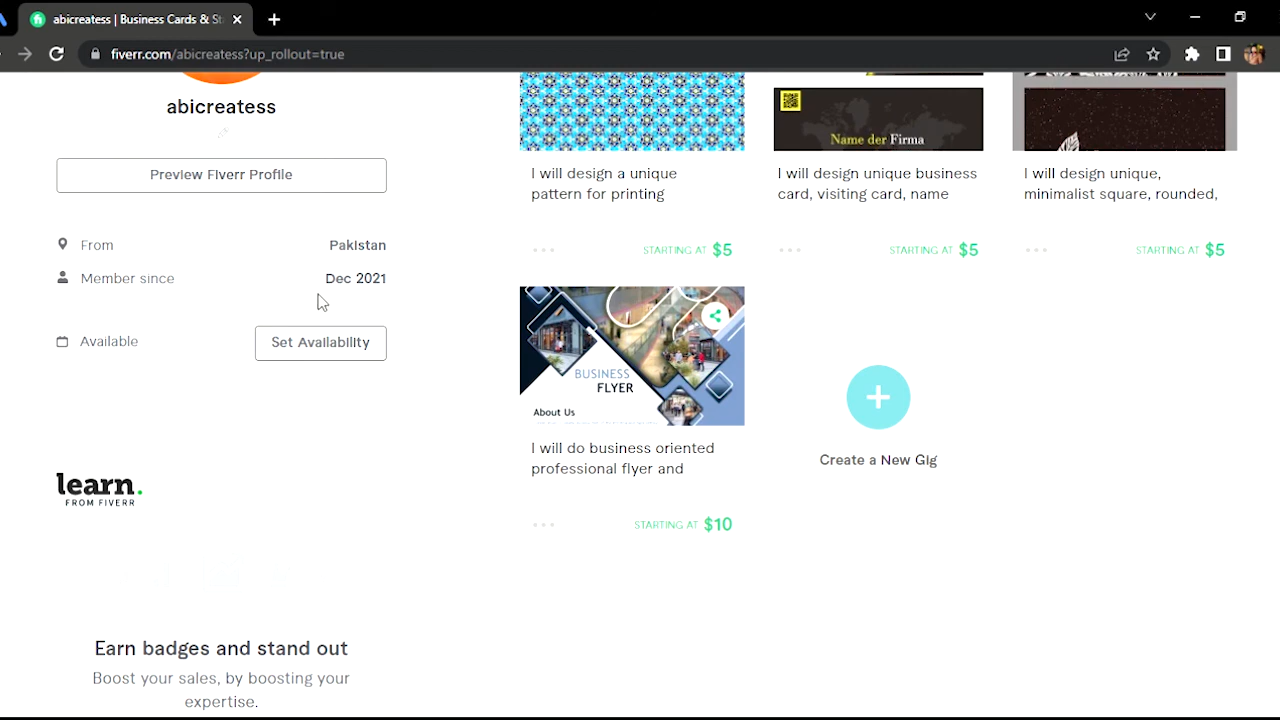 abicreatess | Business Cards & St
fiverr.com/abicreatess?up_rollout=true
abicreatess
Preview Fiverr Profile
From Pakistan
Member since Dec 2021
Available Set Availability
learn.
FROM FIVERR
Earn badges and stand out
Boost your sales, by boosting your
expertise.
I will design a unique
pattern for printing
STARTING AT $5
Name der Firma
I will design unique business
card, visiting card, name
STARTING AT $5
I will design unique,
minimalist square, rounded,
STARTING AT $5
BUSINESS
FLYER
About Us
I will do business oriented
professional flyer and
STARTING AT $10
Create a New Gig